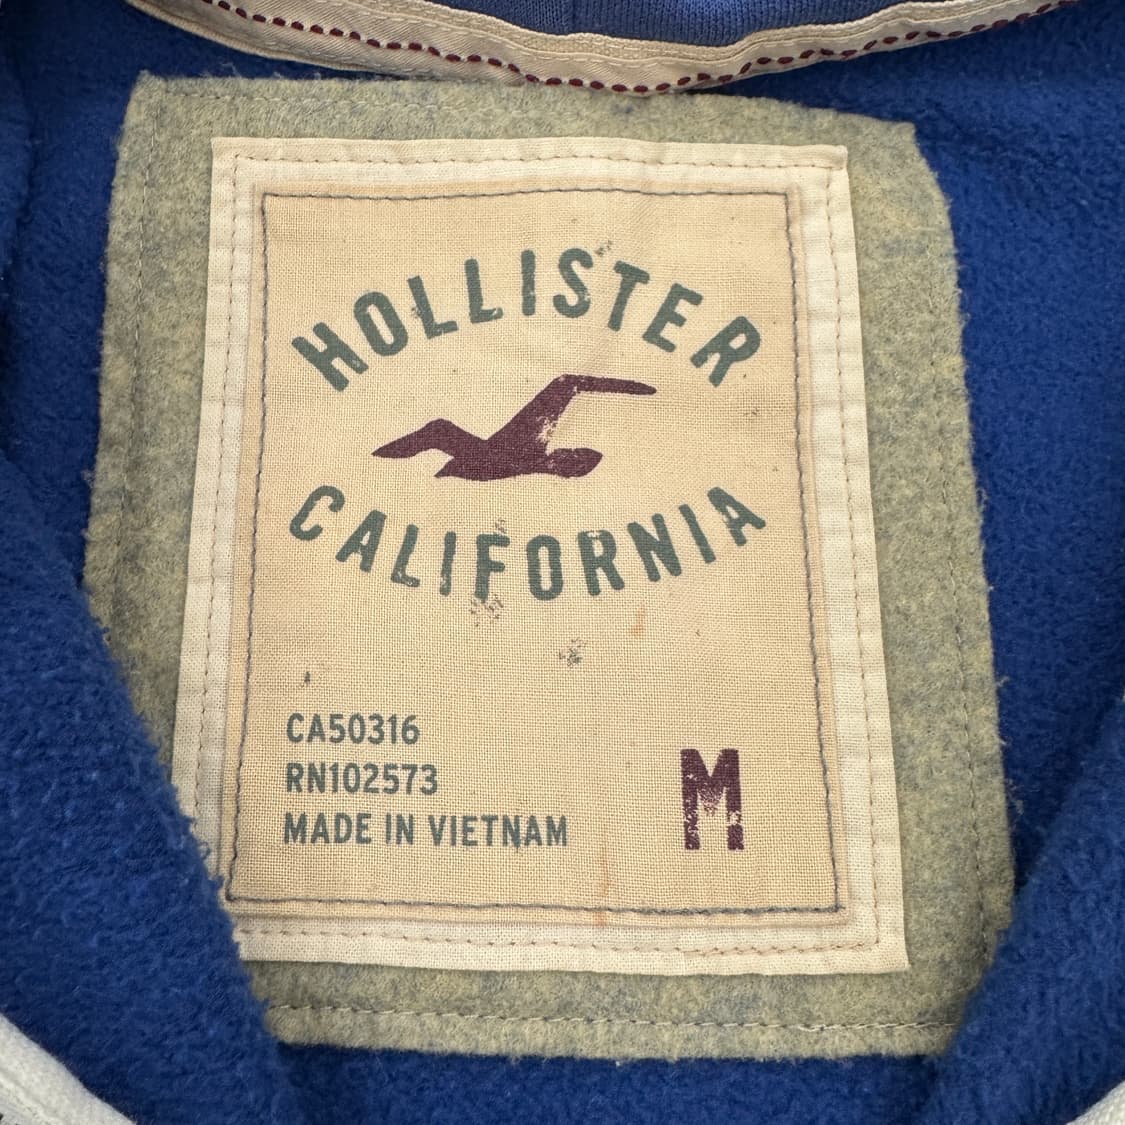 HOLLISTER
CALIFORNIA
CA50316
RN102573
MADE IN VIETNAM
M